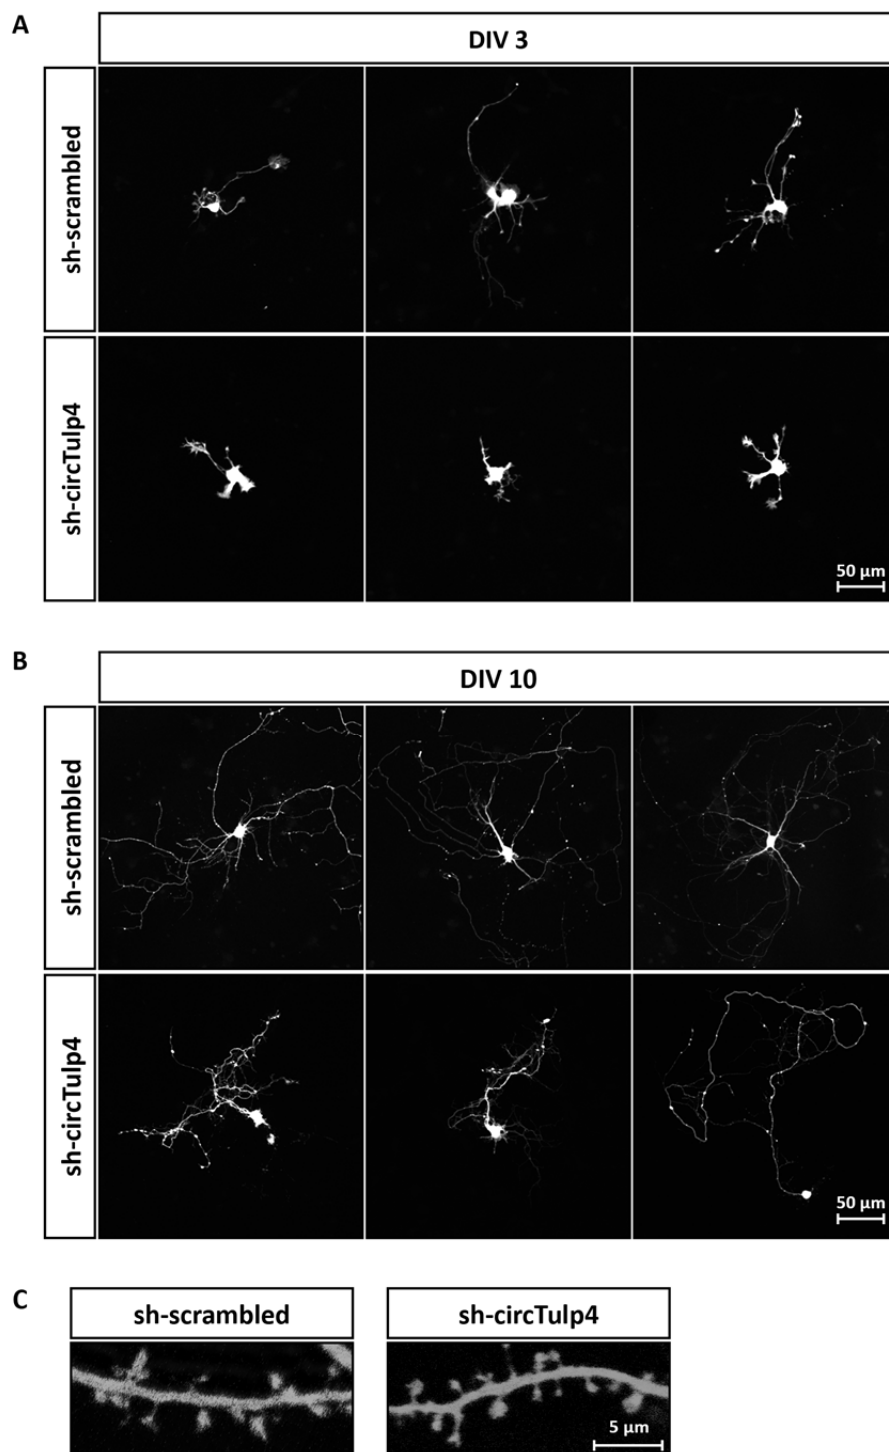 A
DIV 3
sh-scrambled
sh-circTulp4
50 µm
B
DIV 10
sh-scrambled
sh-circTulp4
50 µm
C
sh-scrambled
sh-circTulp4
5 µm